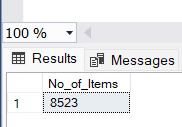 100 %
Results Messages
No_of_Items
1 8523